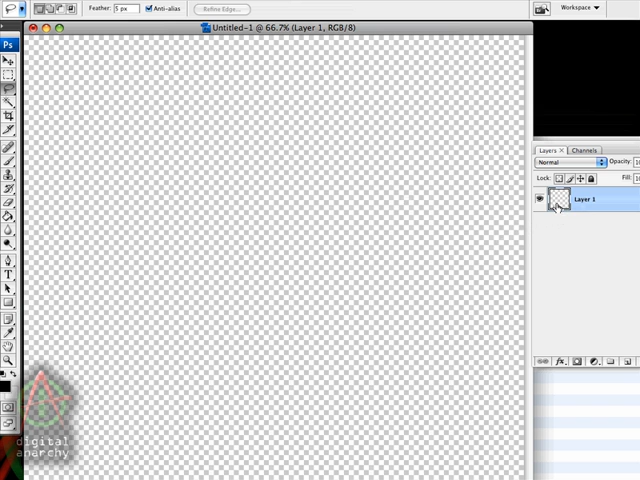 Feather: 5 px Anti-alias Refine Edge... Workspace
Untitled-1 @ 66.7% (Layer 1, RGB/8)
Ps
Layers Channels
Normal Opacity:
Lock: Fill:
Layer 1
T
digital
anarchy